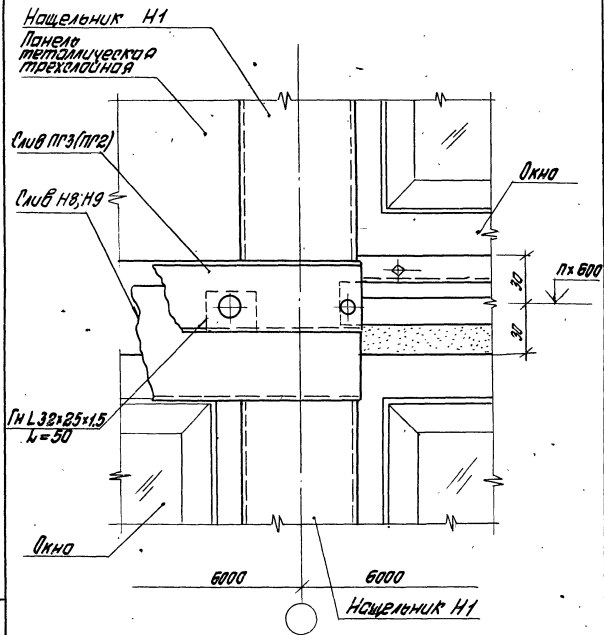 Нащельник Н1
Панель
металлическая
трехслойная
Слив ПГ3(ПГ2)
Слив Н8;Н9
Окно
n×600
30
30
Гн L32×25×1.5
L=50
Окно
6000
6000
Нащельник Н1